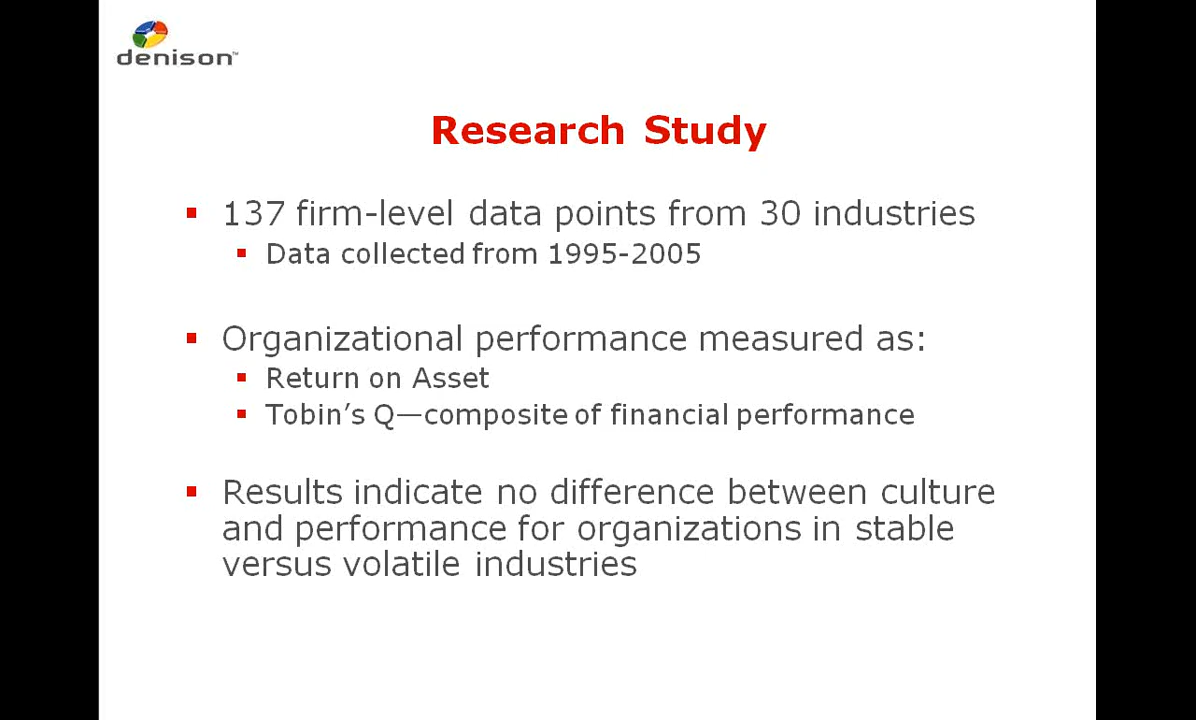 denison™
Research Study
137 firm-level data points from 30 industries
Data collected from 1995-2005
Organizational performance measured as:
Return on Asset
Tobin’s Q—composite of financial performance
Results indicate no difference between culture
and performance for organizations in stable
versus volatile industries